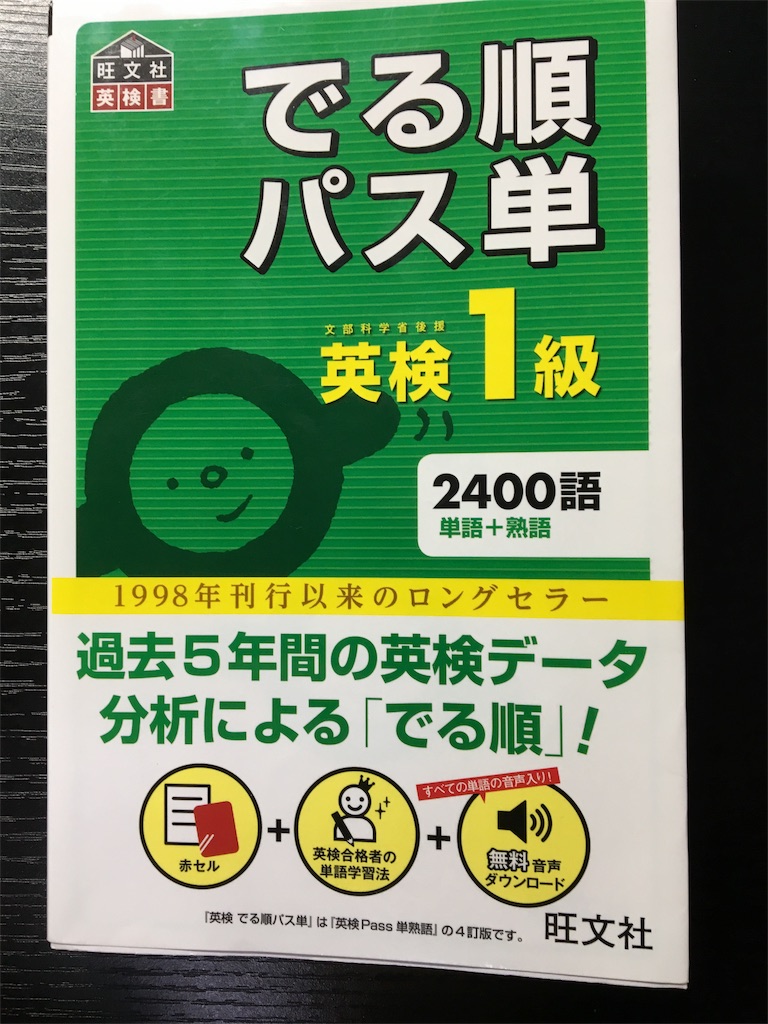 旺文社
英検書
でる順
パス単
文部科学省後援
英検1級
2400語
単語+熟語
1998年刊行以来のロングセラー
過去5年間の英検データ
分析による「でる順」!
赤セル
+
英検合格者の
単語学習法
+
すべての単語の音声入り!
無料音声
ダウンロード
『英検 でる順パス単』は『英検Pass 単熟語』の4訂版です。
旺文社